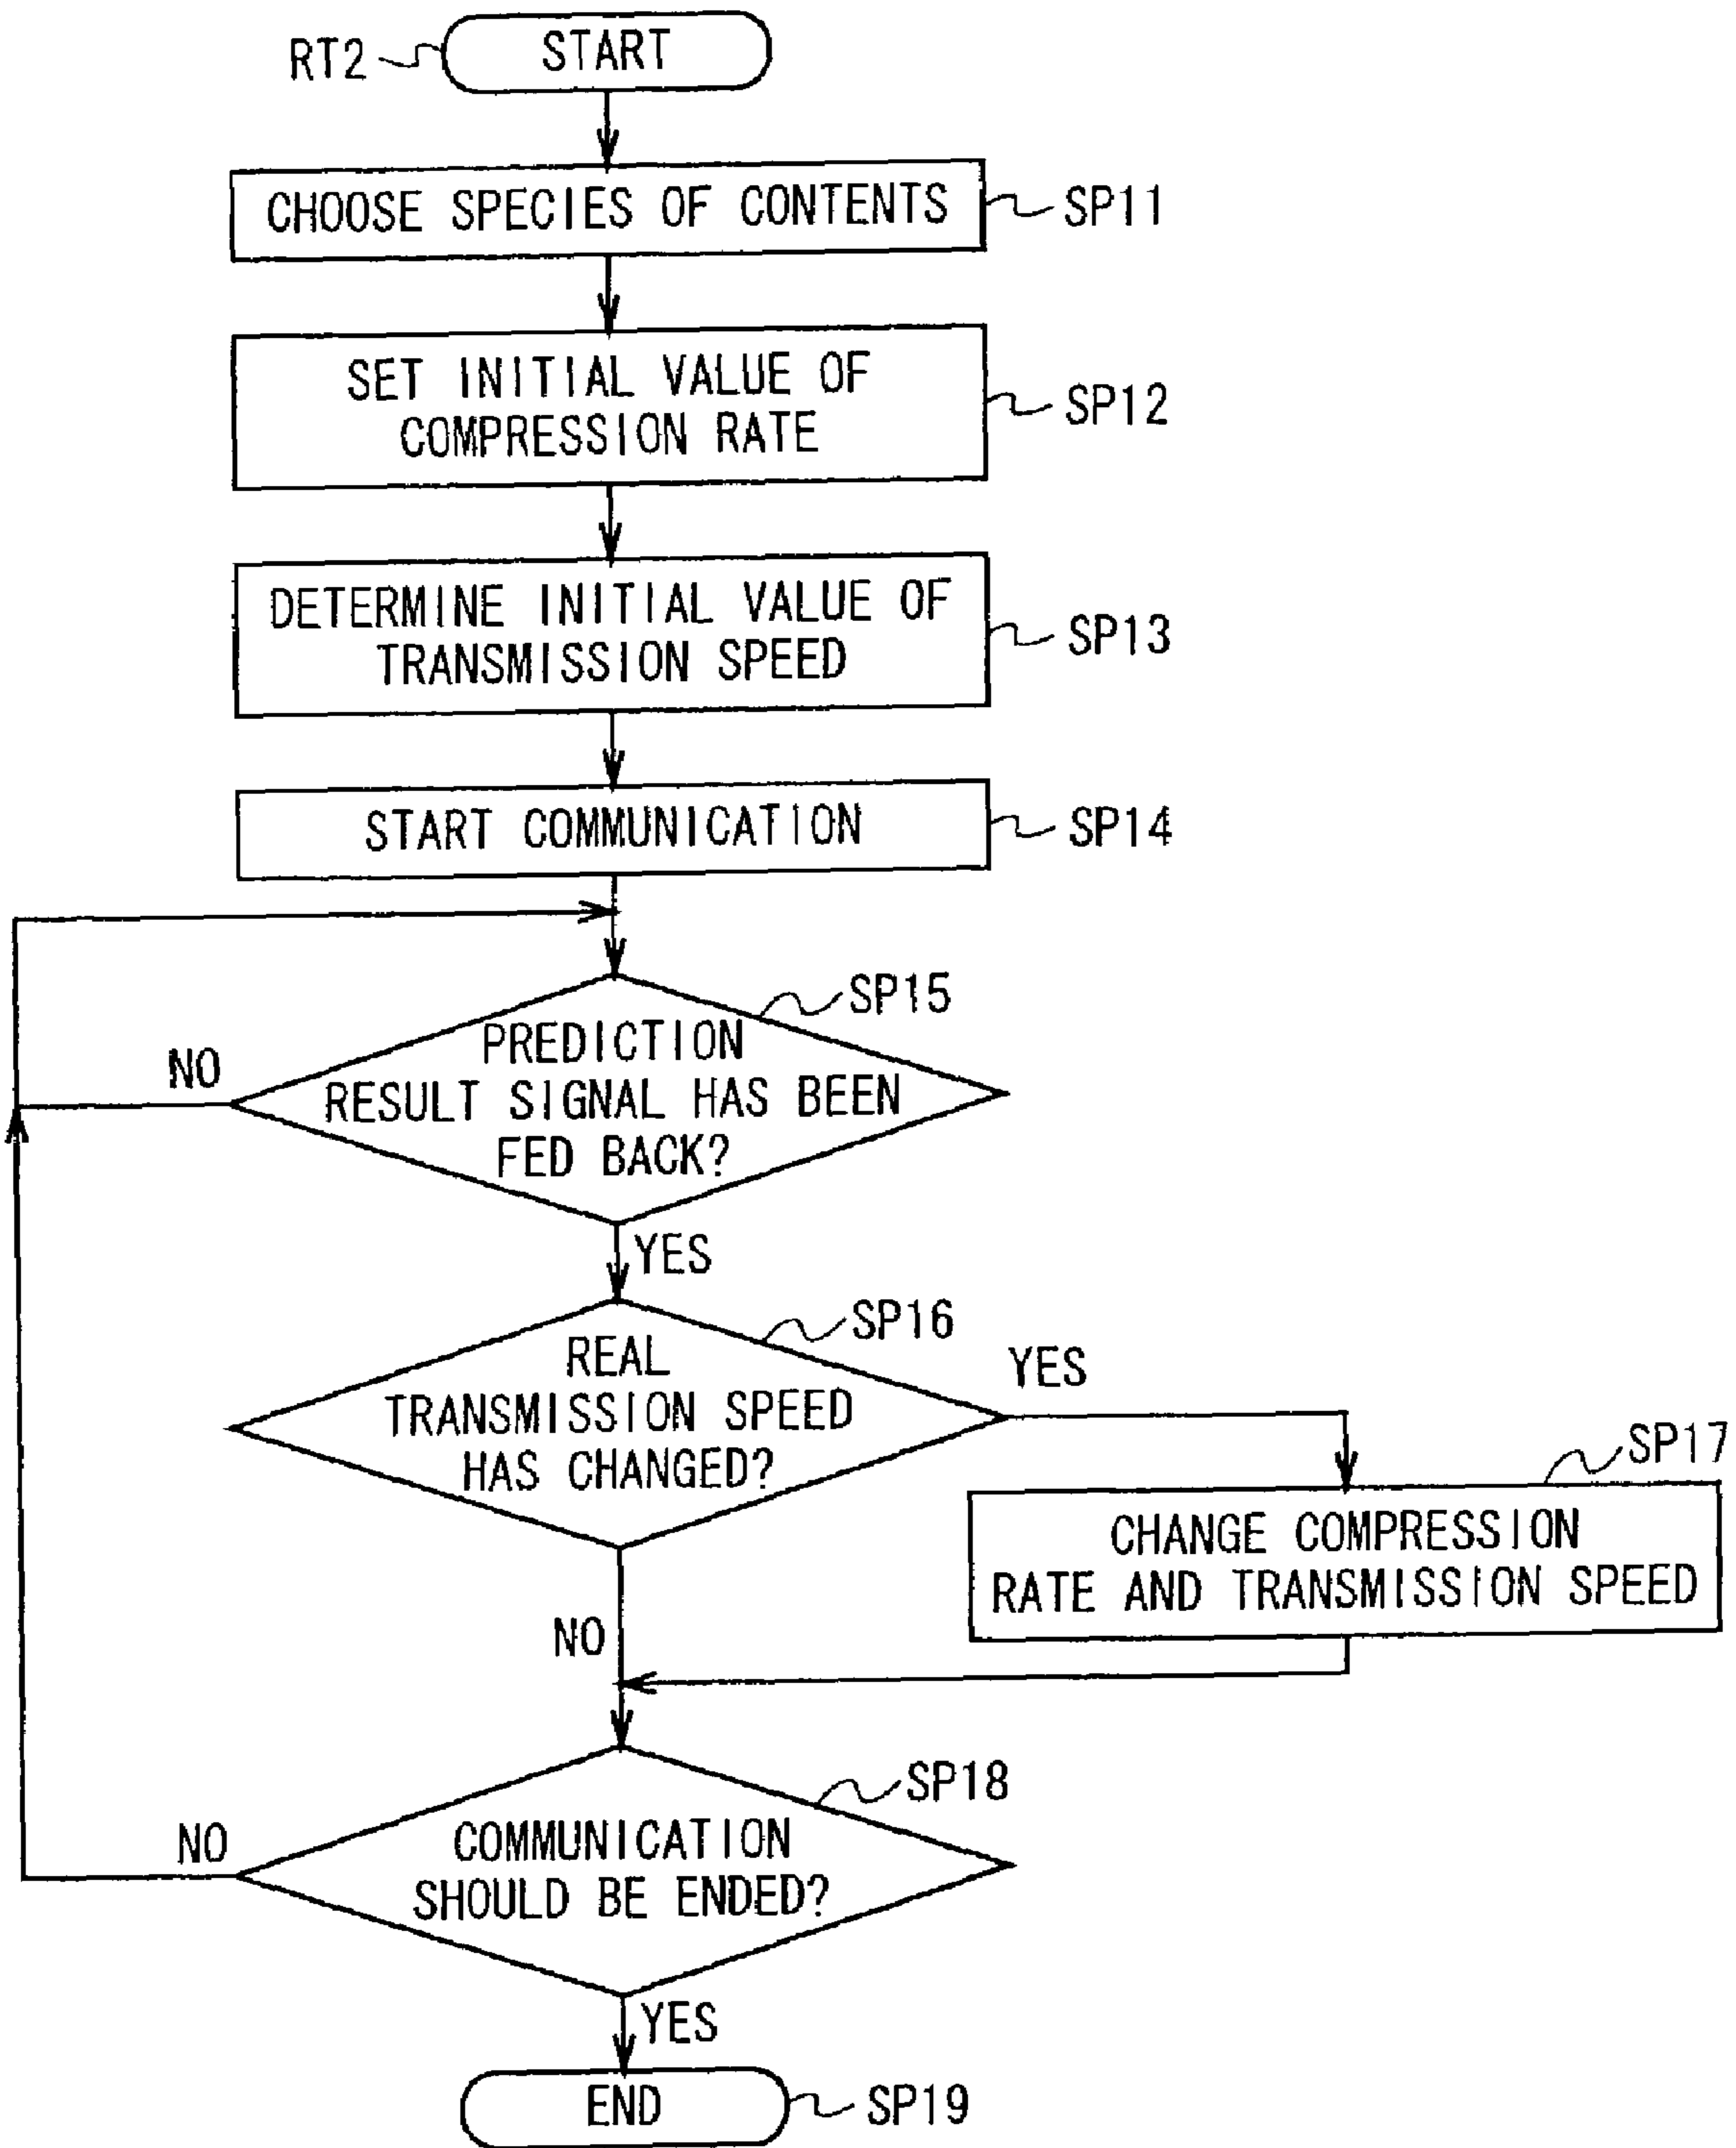 RT2
START
CHOOSE SPECIES OF CONTENTS
SP11
SET INITIAL VALUE OF
COMPRESSION RATE
SP12
DETERMINE INITIAL VALUE OF
TRANSMISSION SPEED
SP13
START COMMUNICATION
SP14
SP15
PREDICTION
RESULT SIGNAL HAS BEEN
FED BACK?
NO
YES
SP16
REAL
TRANSMISSION SPEED
HAS CHANGED?
YES
SP17
CHANGE COMPRESSION
RATE AND TRANSMISSION SPEED
NO
SP18
COMMUNICATION
SHOULD BE ENDED?
NO
YES
END
SP19